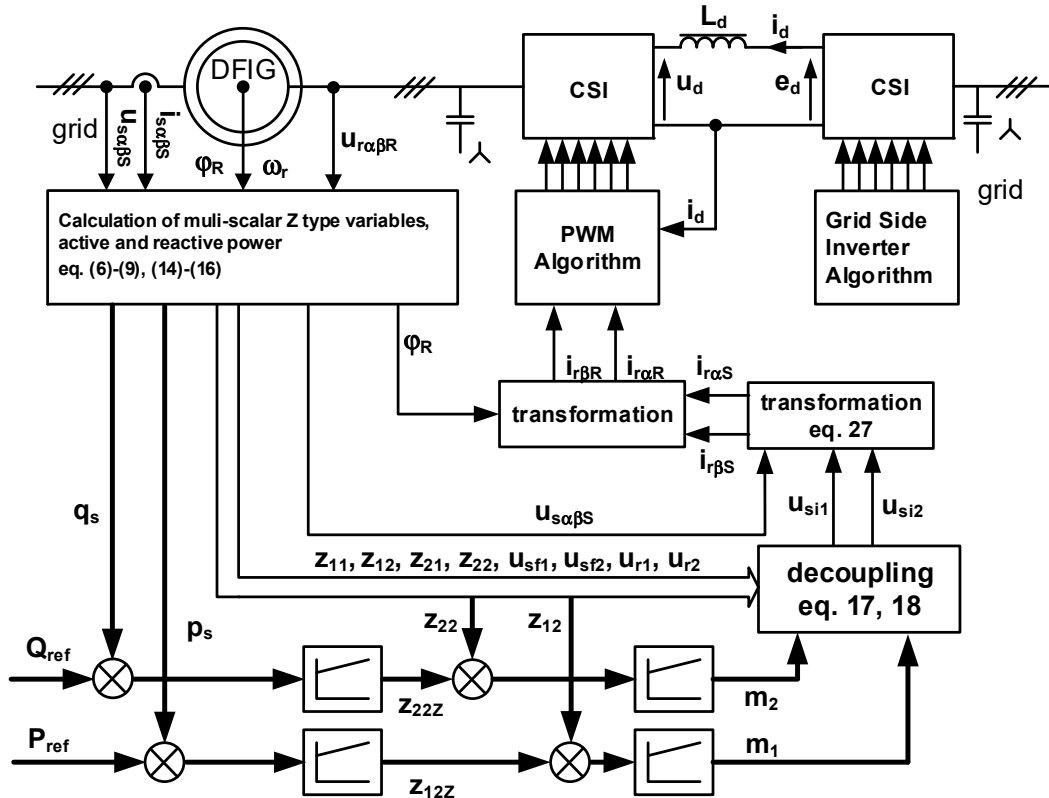 DFIG
CSI
L_d
i_d
u_d
e_d
CSI
grid
u_sαβS
i_sαβS
φ_R
ω_r
u_rαβR
grid
Calculation of muli-scalar Z type variables,
active and reactive power
eq. (6)-(9), (14)-(16)
i_d
PWM
Algorithm
Grid Side
Inverter
Algorithm
φ_R
i_rβR
i_rαR
i_rαS
transformation
i_rβS
transformation
eq. 27
q_s
u_sαβS
u_si1
u_si2
z_11, z_12, z_21, z_22, u_sf1, u_sf2, u_r1, u_r2
decoupling
eq. 17, 18
p_s
z_22
z_12
Q_ref
z_22Z
m_2
P_ref
z_12Z
m_1